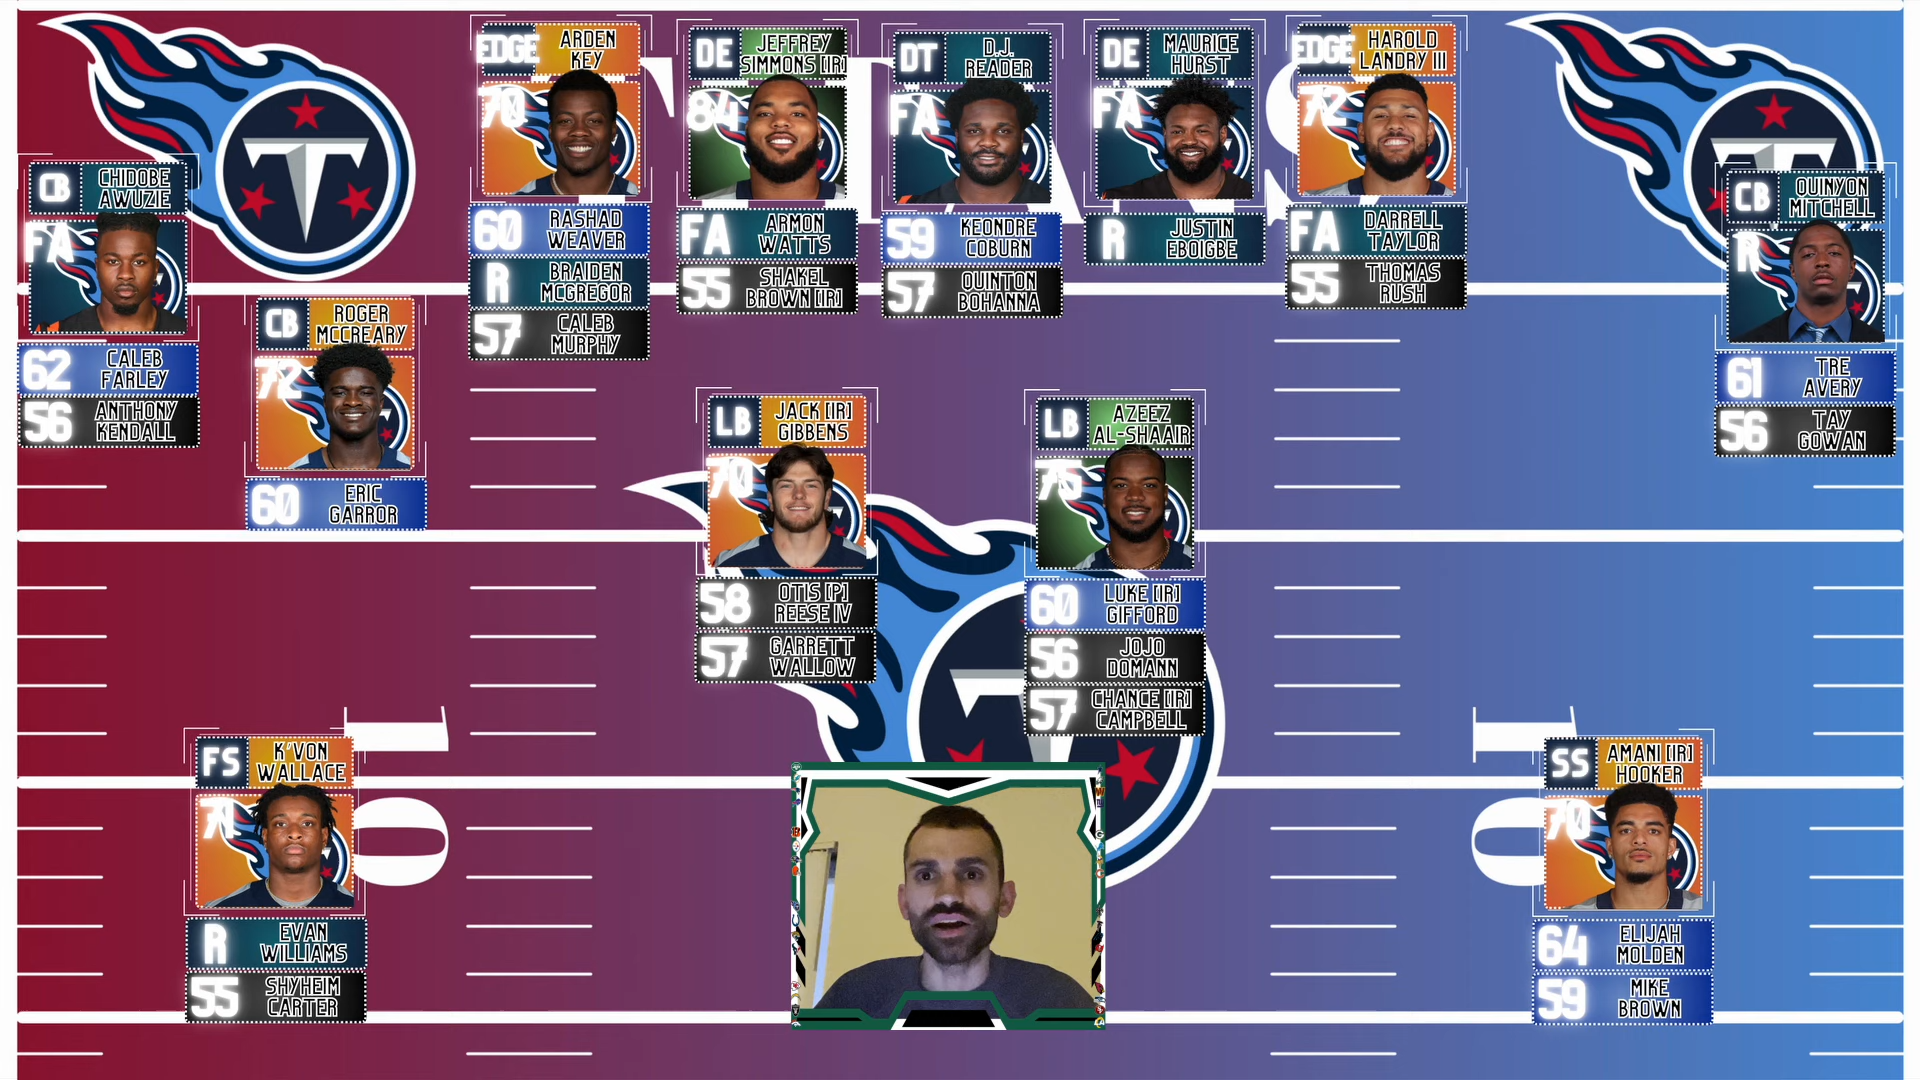 EDGE
ARDEN
KEY
70
60
RASHAD
WEAVER
R
BRAIDEN
MCGREGOR
57
CALEB
MURPHY
DE
JEFFREY
SIMMONS [IR]
84
FA
ARMON
WATTS
55
SHAKEL
BROWN [IR]
DT
D.J.
READER
FA
59
KEONDRE
COBURN
57
QUINTON
BOHANNA
DE
MAURICE
HURST
FA
R
JUSTIN
EBOIGBE
EDGE
HAROLD
LANDRY III
72
FA
DARRELL
TAYLOR
55
THOMAS
RUSH
CB
CHIDOBE
AWUZIE
FA
62
CALEB
FARLEY
56
ANTHONY
KENDALL
CB
ROGER
MCCREARY
72
60
ERIC
GARROR
CB
QUINYON
MITCHELL
R
61
TRE
AVERY
56
TAY
GOWAN
LB
JACK [IR]
GIBBENS
70
58
OTIS [P]
REESE IV
57
GARRETT
WALLOW
LB
AZEEZ
AL-SHAAIR
75
60
LUKE [IR]
GIFFORD
56
JOJO
DOMANN
57
CHANCE [IR]
CAMPBELL
FS
K'VON
WALLACE
71
R
EVAN
WILLIAMS
55
SHYHEIM
CARTER
10
SS
AMANI [IR]
HOOKER
70
64
ELIJAH
MOLDEN
59
MIKE
BROWN
10